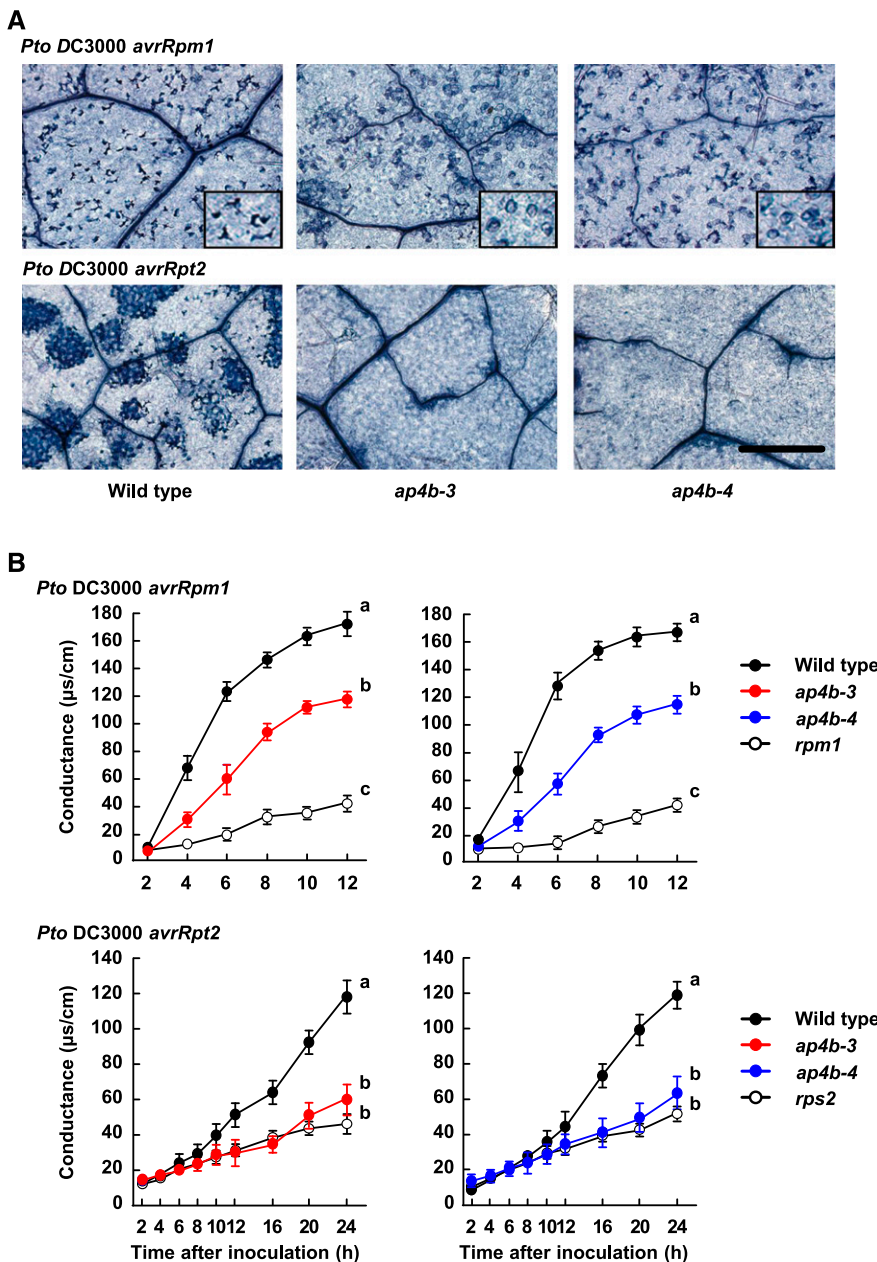 A
Pto DC3000 avrRpm1
Pto DC3000 avrRpt2
Wild type ap4b-3 ap4b-4
B
Pto DC3000 avrRpm1
Conductance (µs/cm)
180
160
140
120
100
80
60
40
20
0
2 4 6 8 10 12
a
b
c
180
160
140
120
100
80
60
40
20
0
2 4 6 8 10 12
a
b
c
Wild type
ap4b-3
ap4b-4
rpm1
Pto DC3000 avrRpt2
Conductance (µs/cm)
140
120
100
80
60
40
20
0
2 4 6 8 10 12 16 20 24
Time after inoculation (h)
a
b
b
140
120
100
80
60
40
20
0
2 4 6 8 10 12 16 20 24
Time after inoculation (h)
a
b
b
Wild type
ap4b-3
ap4b-4
rps2